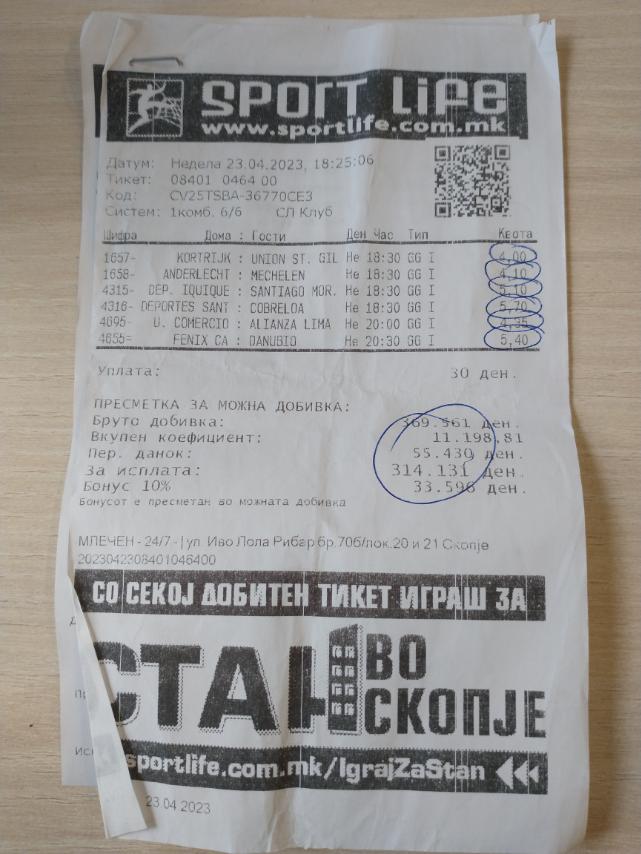 SPORT LIFE
www.sportlife.com.mk
Датум: Недела 23.04.2023, 18:25:06
Тикет: 08401 0464 00
Код: CV25TSBA-36770CE3
Систем: 1комб. 6/6 СЛ Клуб
Шифра Дома : Гости Ден Час Тип Квота
1657- KORTRIJK : UNION ST. GIL Не 18:30 GG I 4,00
1658- ANDERLECHT : MECHELEN Не 18:30 GG I 4,10
4315- DEP. IQUIQUE : SANTIAGO MOR. Не 18:30 GG I 5,10
4316- DEPORTES SANT : COBRELOA Не 18:30 GG I 5,70
4695- U. COMERCIO : ALIANZA LIMA Не 20:00 GG I 4,35
4655= FENIX CA : DANUBIO Не 20:30 GG I 5,40
Уплата: 30 ден.
ПРЕСМЕТКА ЗА МОЖНА ДОБИВКА:
Бруто добивка: 369.561 ден.
Вкупен коефициент: 11.198,81
Пер. данок: 55.430 ден.
За исплата: 314.131 ден.
Бонус 10% 33.596 ден.
Бонусот е пресметан во можната добивка
МЛЕЧЕН - 24/7 - | ул. Иво Лола Рибар бр.70б/лок.20 и 21 Скопје
2023042308401046400
СО СЕКОЈ ДОБИТЕН ТИКЕТ ИГРАШ ЗА
СТАН ВО
СКОПЈЕ
sportlife.com.mk/IgrajZaStan
23.04.2023